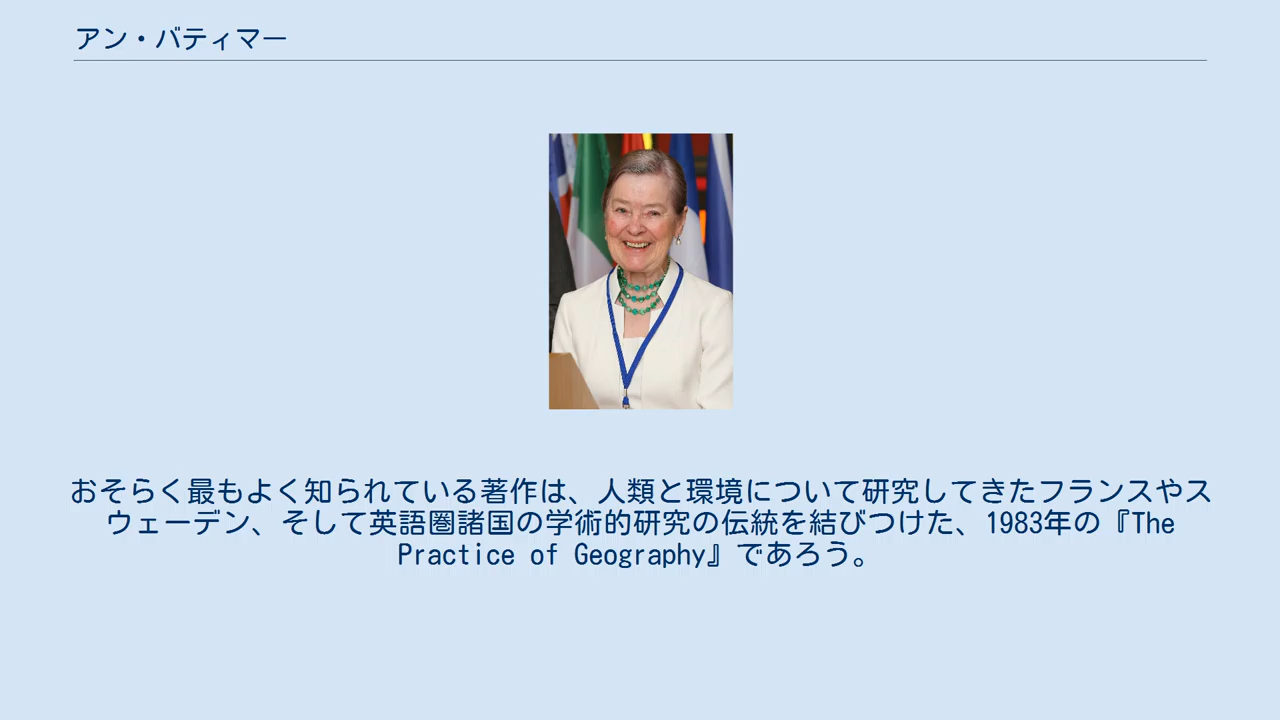 アン・バティマー
おそらく最もよく知られている著作は、人類と環境について研究してきたフランスやス
ウェーデン、そして英語圏諸国の学術的研究の伝統を結びつけた、1983年の『The
Practice of Geography』であろう。